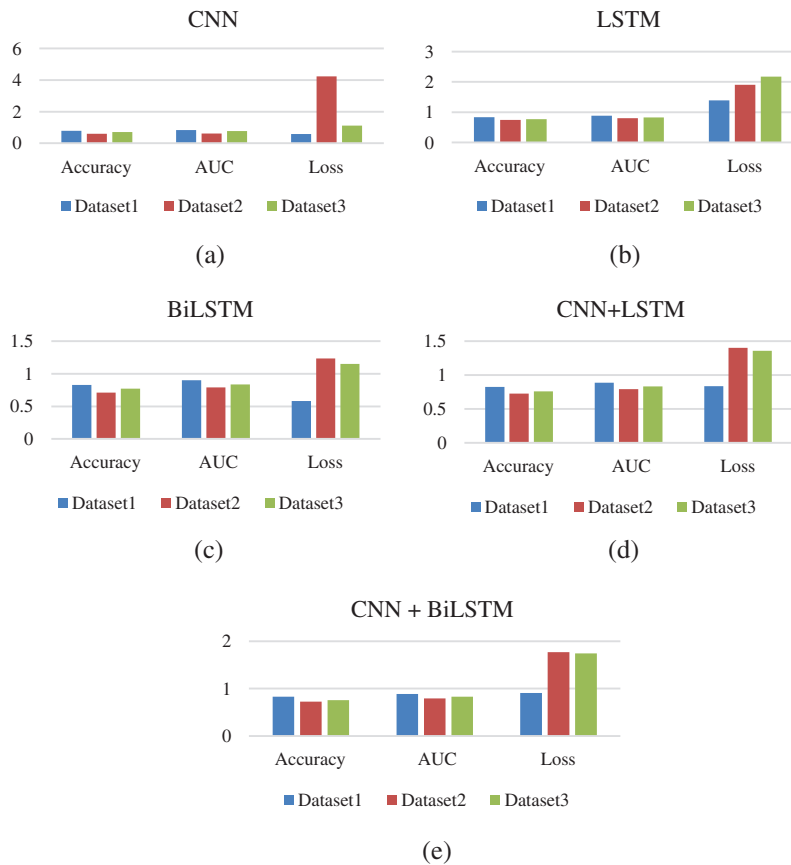 CNN
6
4
2
0
Accuracy AUC Loss
Dataset1 Dataset2 Dataset3
(a)
LSTM
3
2
1
0
Accuracy AUC Loss
Dataset1 Dataset2 Dataset3
(b)
BiLSTM
1.5
1
0.5
0
Accuracy AUC Loss
Dataset1 Dataset2 Dataset3
(c)
CNN+LSTM
1.5
1
0.5
0
Accuracy AUC Loss
Dataset1 Dataset2 Dataset3
(d)
CNN + BiLSTM
2
1
0
Accuracy AUC Loss
Dataset1 Dataset2 Dataset3
(e)